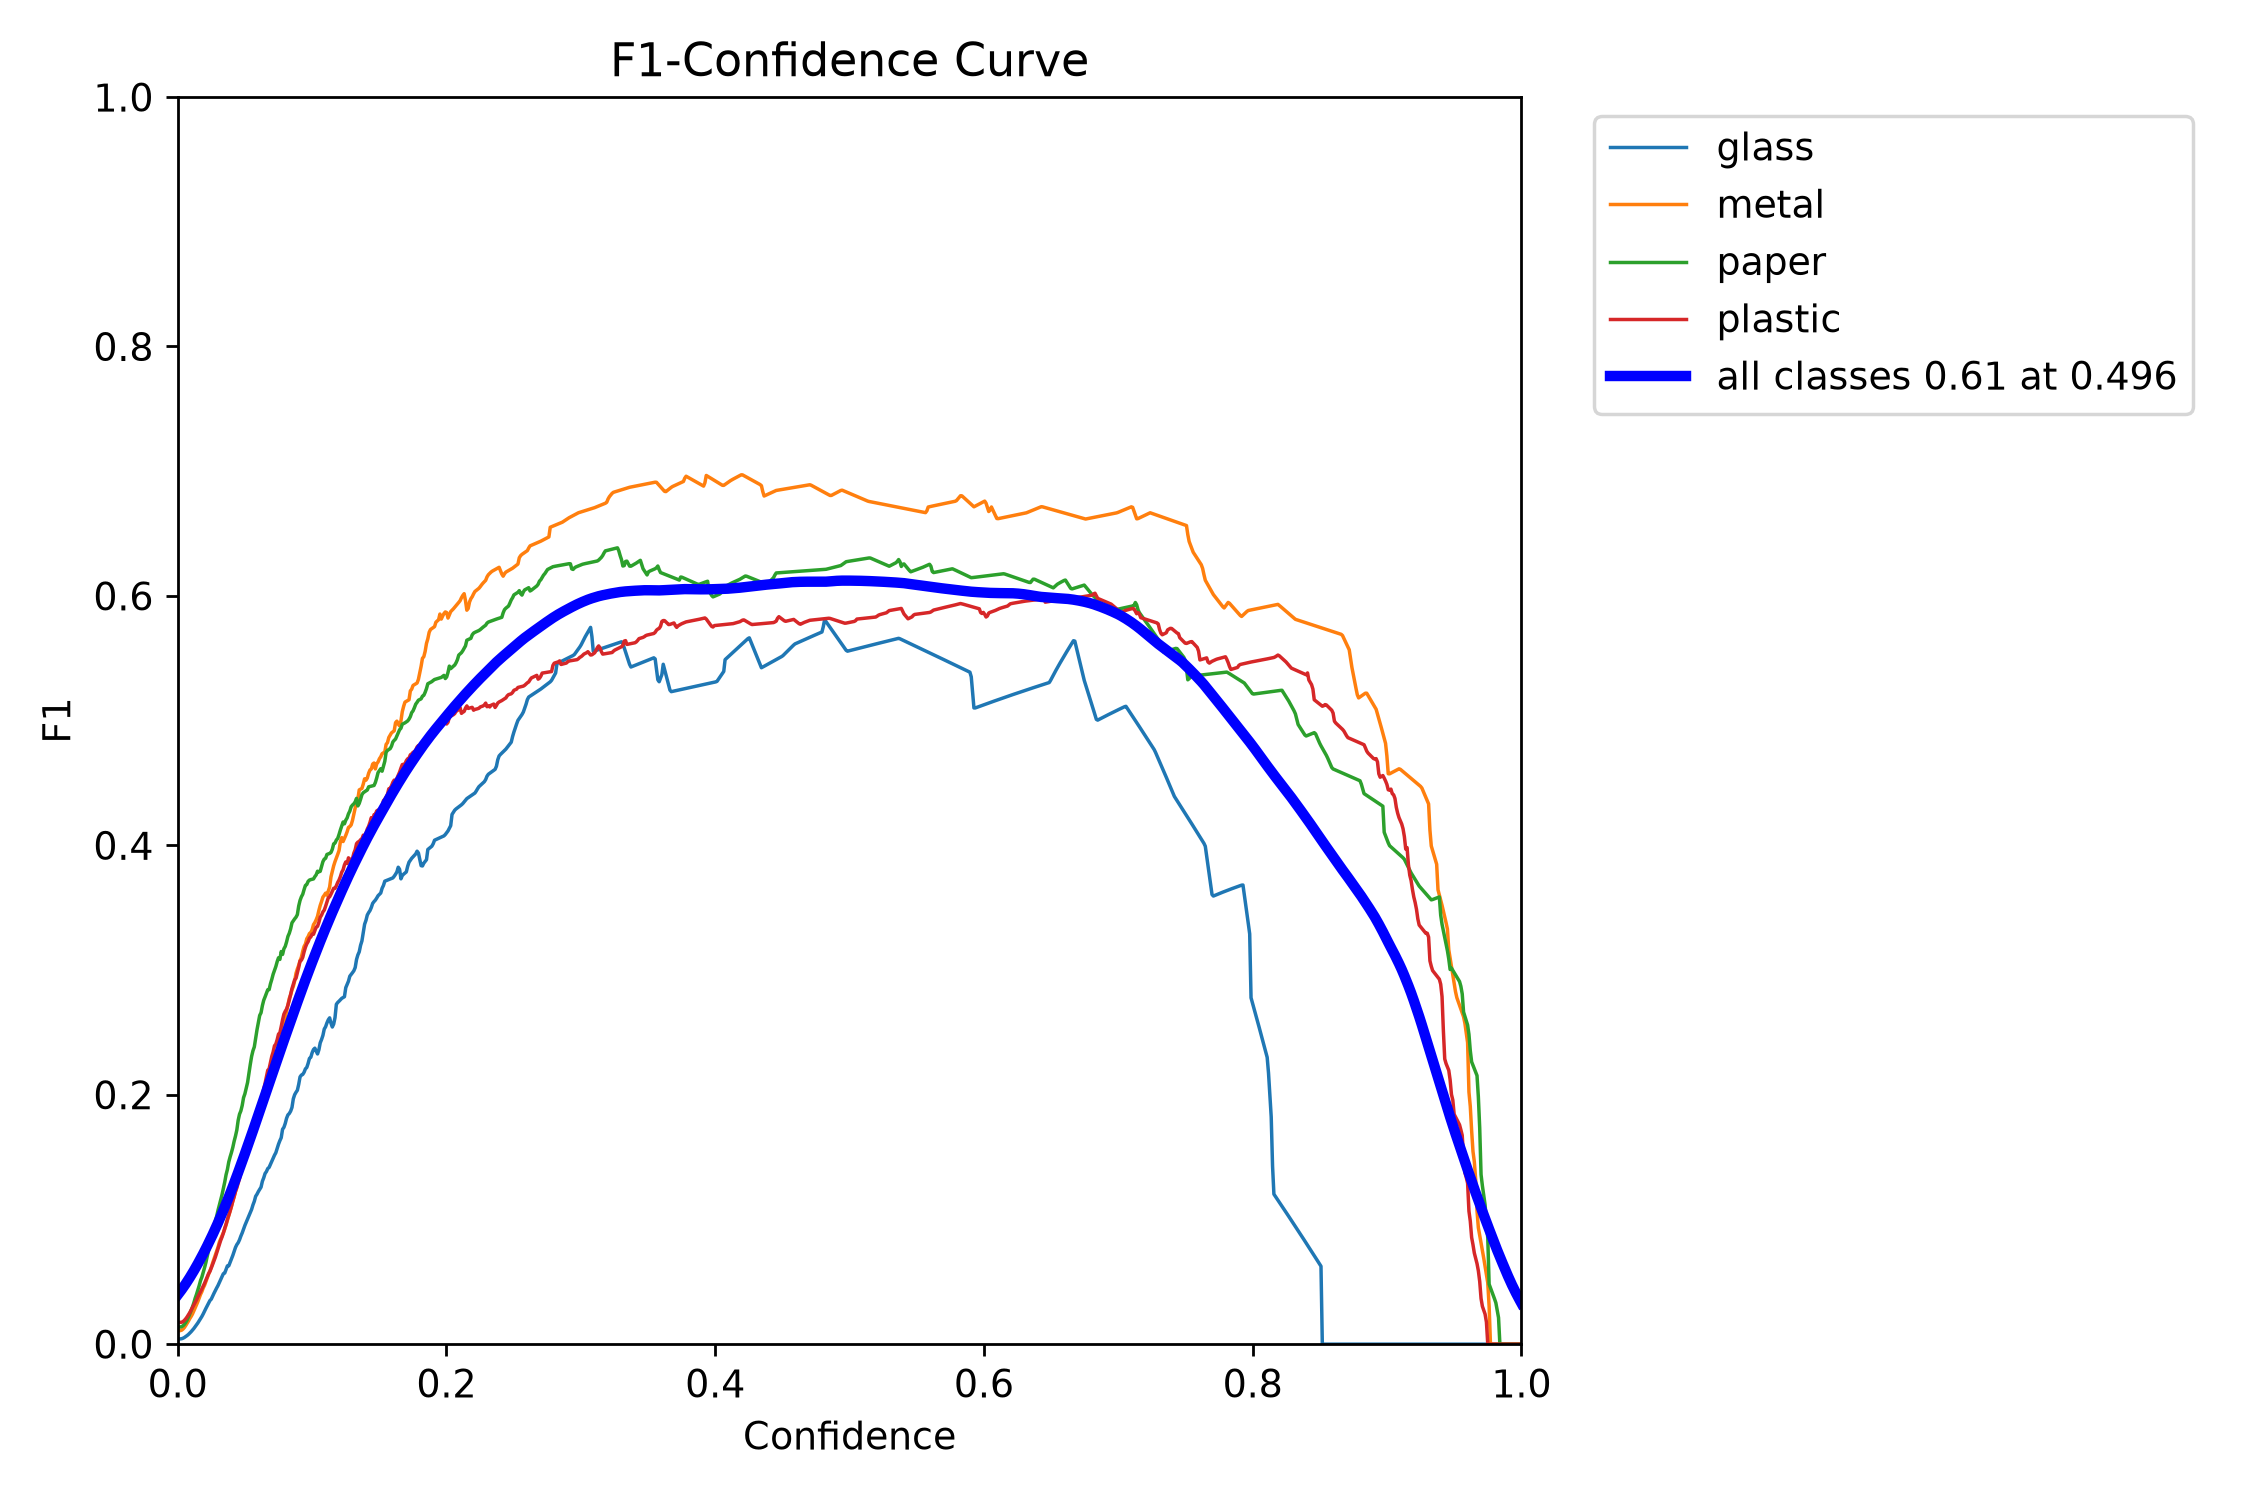 F1-Confidence Curve
1.0
0.8
0.6
0.4
0.2
0.0
F1
0.0 0.2 0.4 0.6 0.8 1.0
Confidence
glass
metal
paper
plastic
all classes 0.61 at 0.496